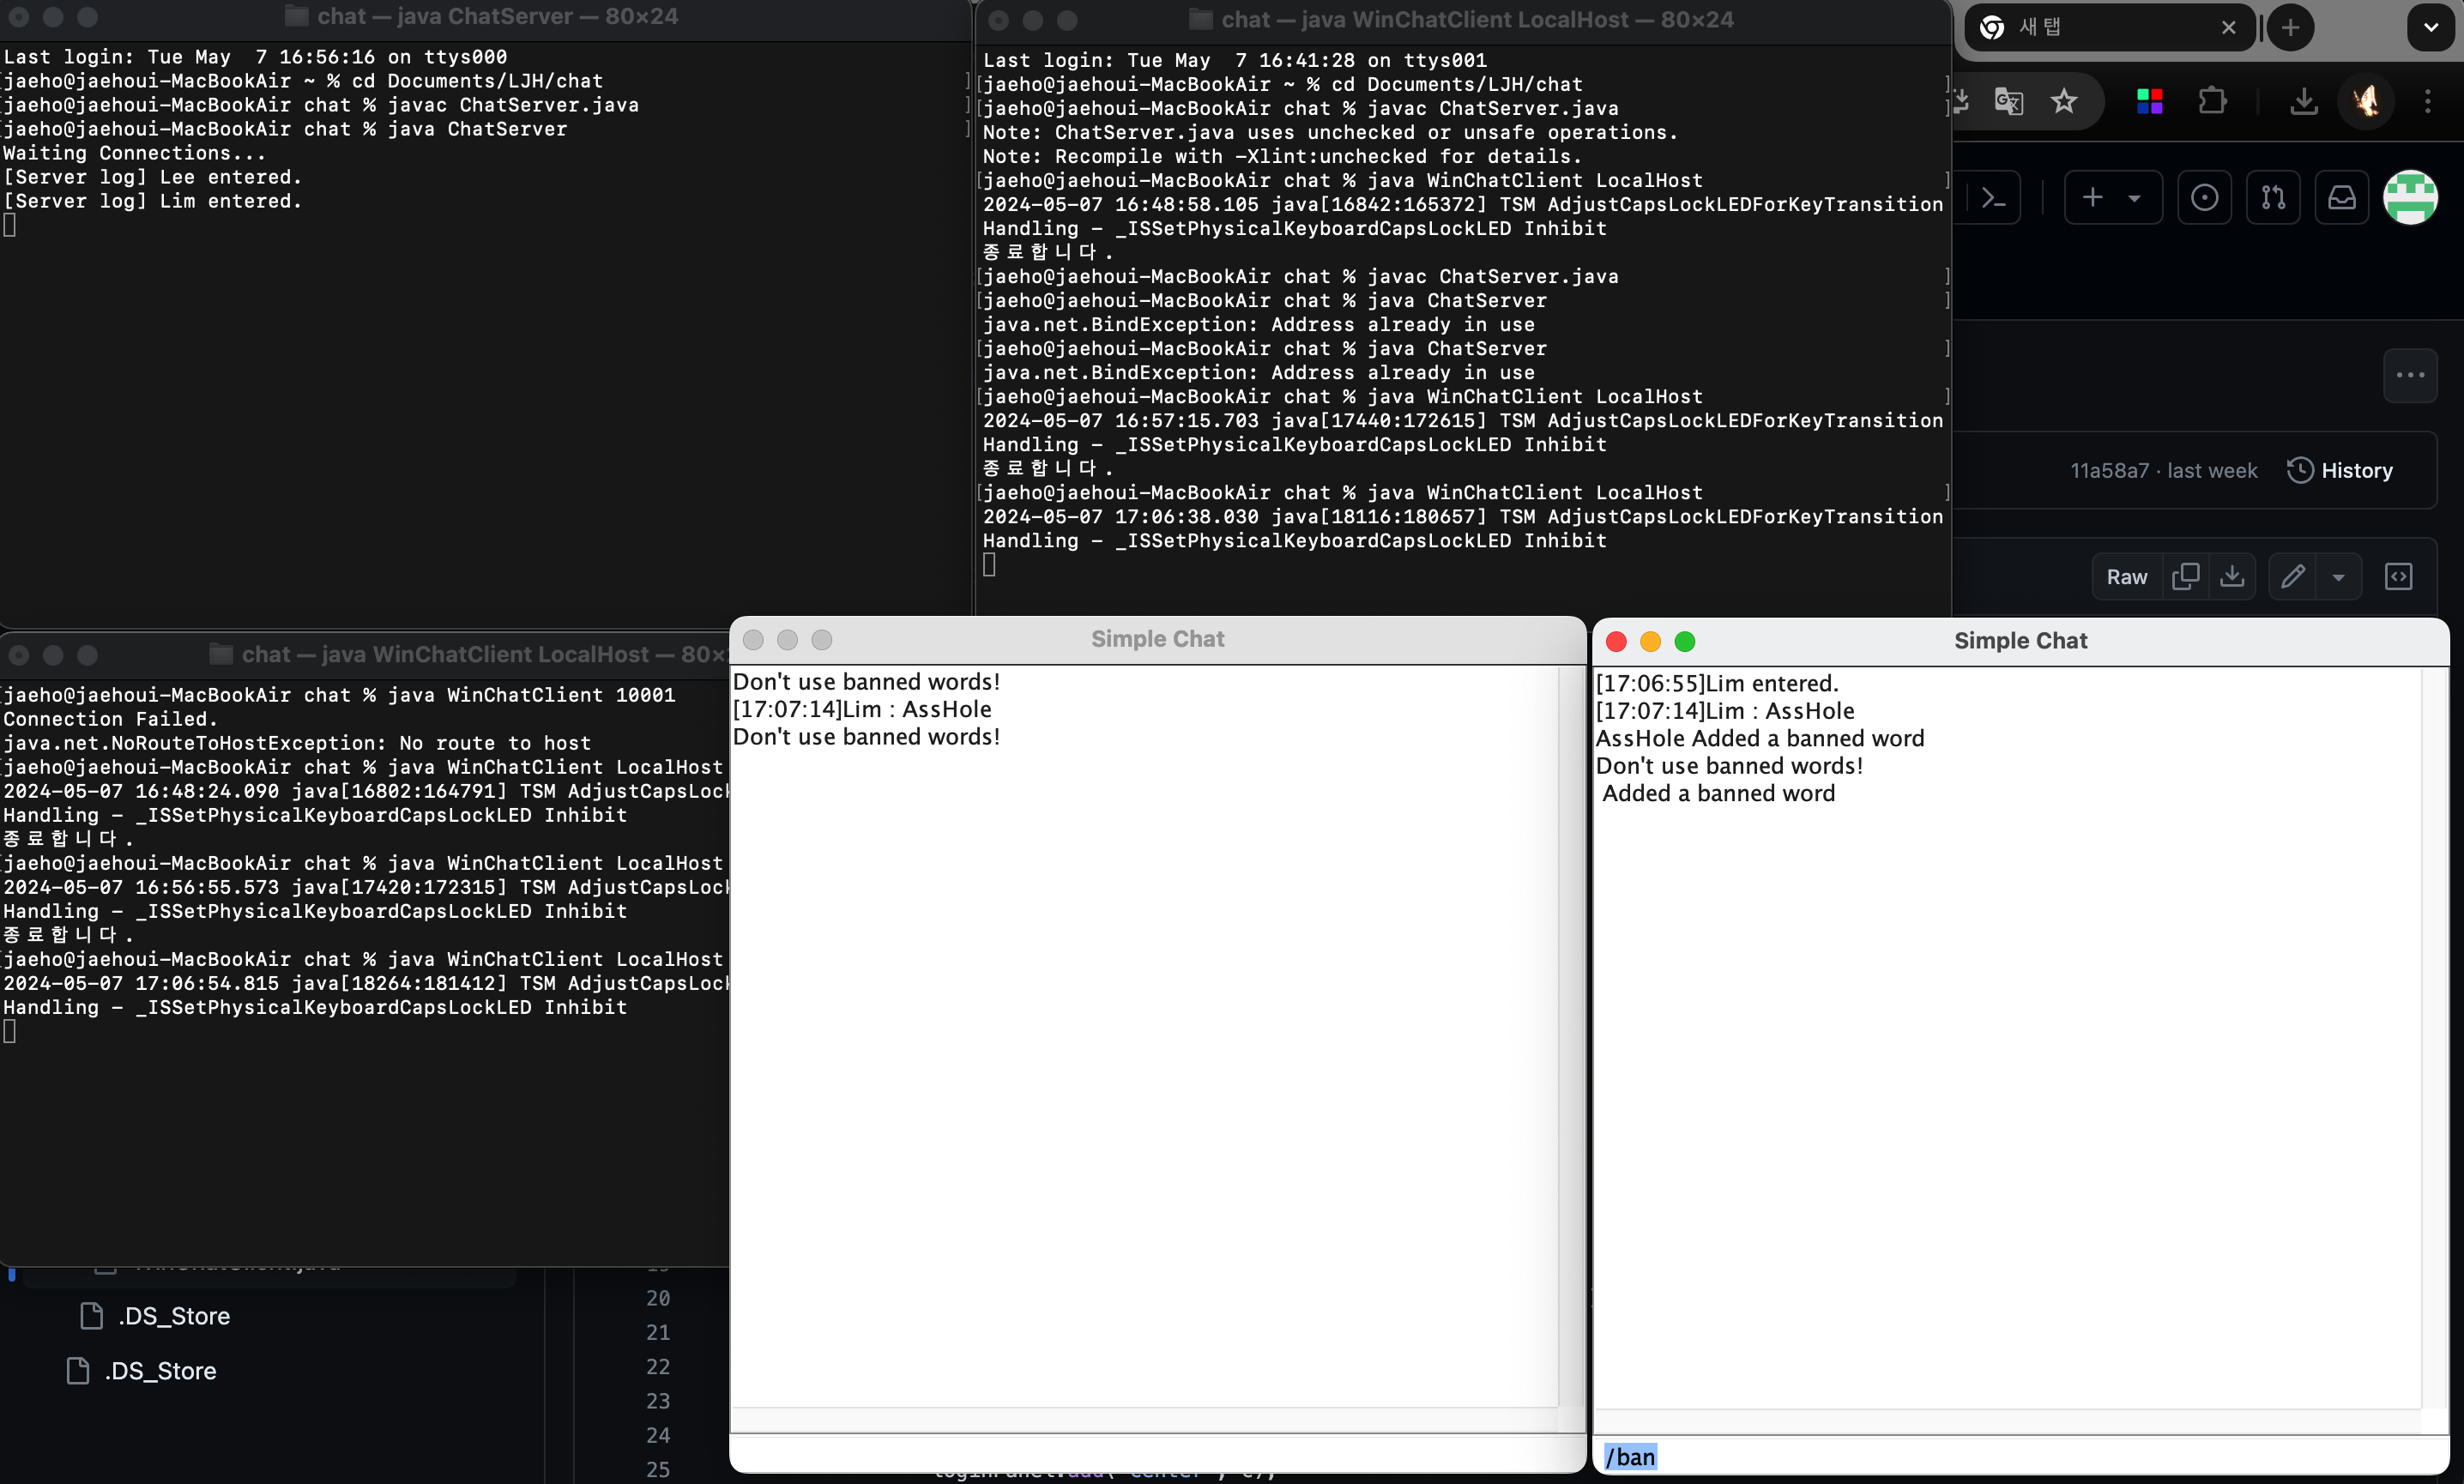 chat — java ChatServer — 80×24
Last login: Tue May  7 16:56:16 on ttys000
[jaeho@jaehoui-MacBookAir ~ % cd Documents/LJH/chat ]
[jaeho@jaehoui-MacBookAir chat % javac ChatServer.java ]
[jaeho@jaehoui-MacBookAir chat % java ChatServer ]
Waiting Connections...
[Server log] Lee entered.
[Server log] Lim entered.
chat — java WinChatClient LocalHost — 80×24
Last login: Tue May  7 16:41:28 on ttys001
[jaeho@jaehoui-MacBookAir ~ % cd Documents/LJH/chat ]
[jaeho@jaehoui-MacBookAir chat % javac ChatServer.java ]
Note: ChatServer.java uses unchecked or unsafe operations.
Note: Recompile with -Xlint:unchecked for details.
[jaeho@jaehoui-MacBookAir chat % java WinChatClient LocalHost ]
2024-05-07 16:48:58.105 java[16842:165372] TSM AdjustCapsLockLEDForKeyTransition
Handling - _ISSetPhysicalKeyboardCapsLockLED Inhibit
종료합니다.
[jaeho@jaehoui-MacBookAir chat % javac ChatServer.java ]
[jaeho@jaehoui-MacBookAir chat % java ChatServer ]
java.net.BindException: Address already in use
[jaeho@jaehoui-MacBookAir chat % java ChatServer ]
java.net.BindException: Address already in use
[jaeho@jaehoui-MacBookAir chat % java WinChatClient LocalHost ]
2024-05-07 16:57:15.703 java[17440:172615] TSM AdjustCapsLockLEDForKeyTransition
Handling - _ISSetPhysicalKeyboardCapsLockLED Inhibit
종료합니다.
[jaeho@jaehoui-MacBookAir chat % java WinChatClient LocalHost ]
2024-05-07 17:06:38.030 java[18116:180657] TSM AdjustCapsLockLEDForKeyTransition
Handling - _ISSetPhysicalKeyboardCapsLockLED Inhibit
새 탭
11a58a7 · last week
History
Raw
chat — java WinChatClient LocalHost — 80×
[jaeho@jaehoui-MacBookAir chat % java WinChatClient 10001
Connection Failed.
java.net.NoRouteToHostException: No route to host
[jaeho@jaehoui-MacBookAir chat % java WinChatClient LocalHost
2024-05-07 16:48:24.090 java[16802:164791] TSM AdjustCapsLock
Handling - _ISSetPhysicalKeyboardCapsLockLED Inhibit
종료합니다.
[jaeho@jaehoui-MacBookAir chat % java WinChatClient LocalHost
2024-05-07 16:56:55.573 java[17420:172315] TSM AdjustCapsLock
Handling - _ISSetPhysicalKeyboardCapsLockLED Inhibit
종료합니다.
[jaeho@jaehoui-MacBookAir chat % java WinChatClient LocalHost
2024-05-07 17:06:54.815 java[18264:181412] TSM AdjustCapsLock
Handling - _ISSetPhysicalKeyboardCapsLockLED Inhibit
Simple Chat
Don't use banned words!
[17:07:14]Lim : AssHole
Don't use banned words!
Simple Chat
[17:06:55]Lim entered.
[17:07:14]Lim : AssHole
AssHole Added a banned word
Don't use banned words!
Added a banned word
/ban
.DS_Store
.DS_Store
20
21
22
23
24
25